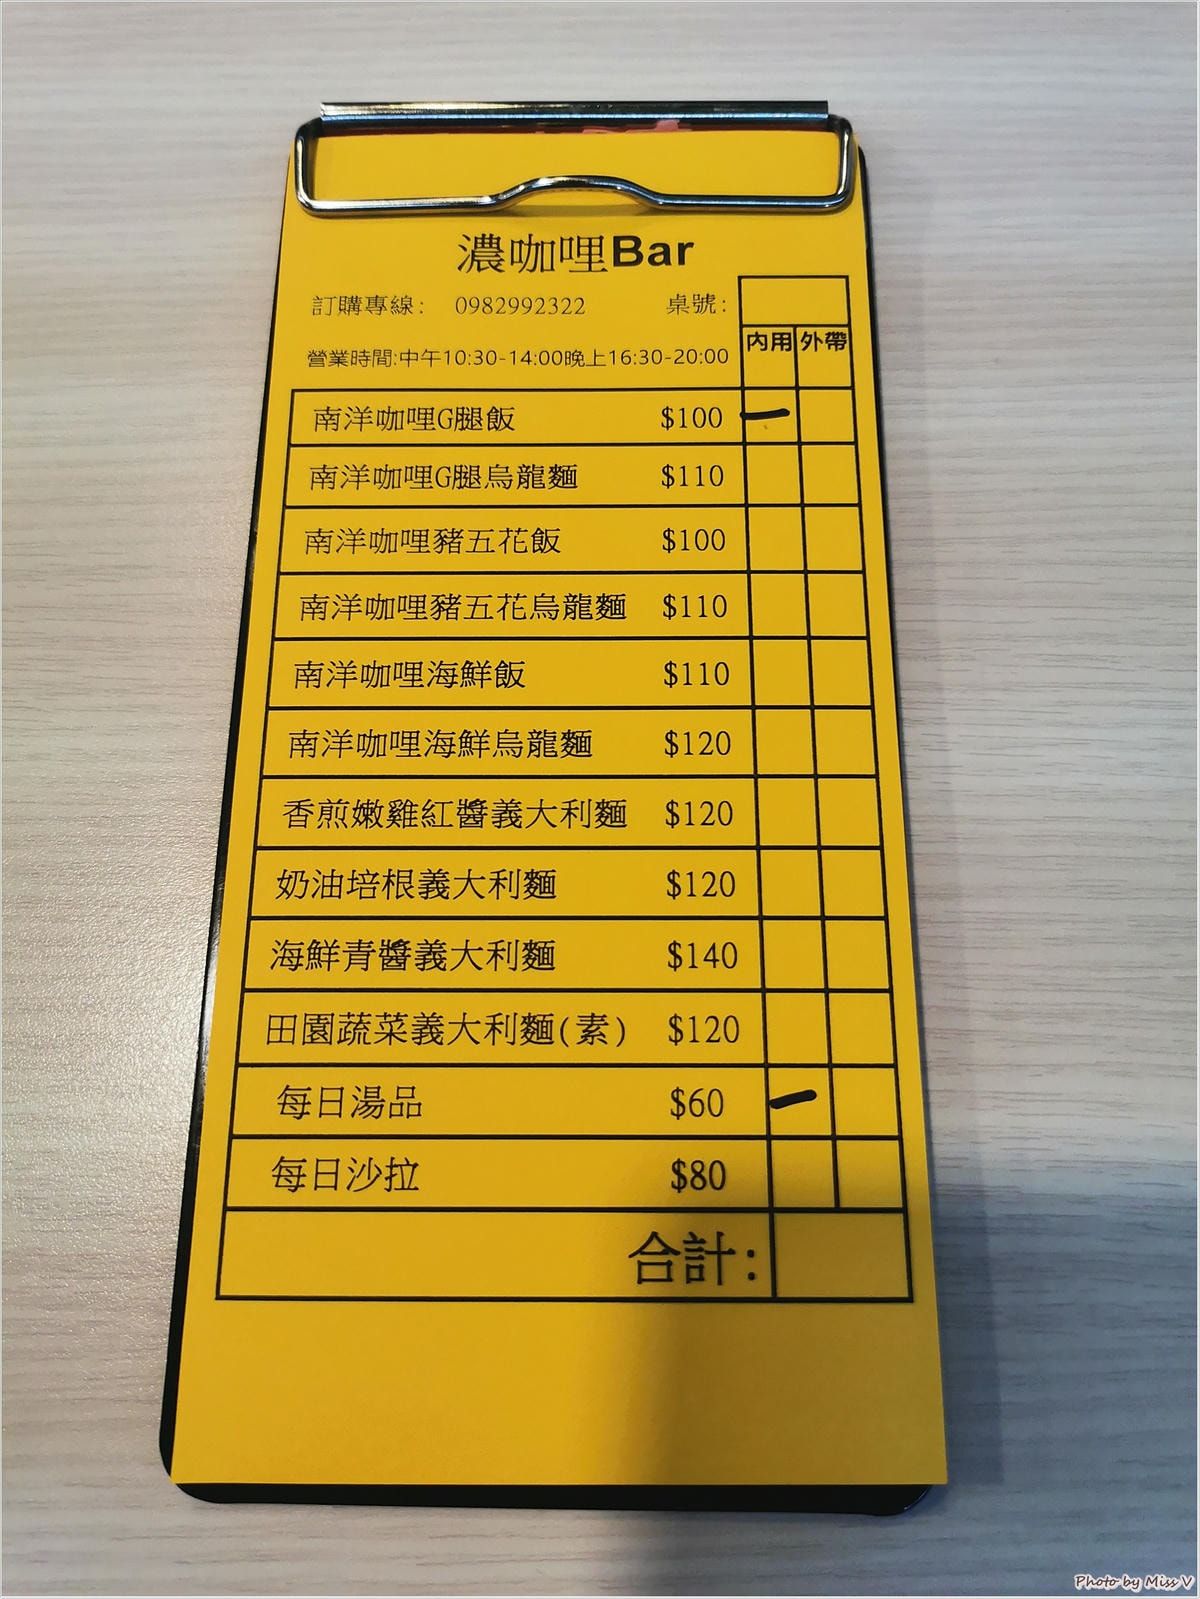 濃咖哩Bar
訂購專線: 0982992322 桌號:
營業時間:中午10:30-14:00晚上16:30-20:00 內用 外帶
南洋咖哩G腿飯 $100 一
南洋咖哩G腿烏龍麵 $110
南洋咖哩豬五花飯 $100
南洋咖哩豬五花烏龍麵 $110
南洋咖哩海鮮飯 $110
南洋咖哩海鮮烏龍麵 $120
香煎嫩雞紅醬義大利麵 $120
奶油培根義大利麵 $120
海鮮青醬義大利麵 $140
田園蔬菜義大利麵(素) $120
每日湯品 $60 一
每日沙拉 $80
合計:
Photo by Miss V